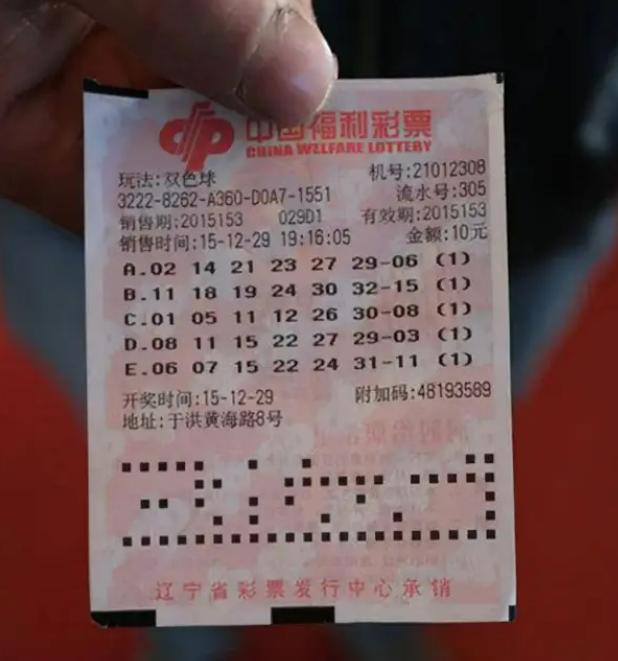 中国福利彩票
CHINA WELFARE LOTTERY
玩法:双色球 机号:21012308
3222-8262-A360-D0A7-1551 流水号:305
销售期:2015153 029D1 有效期:2015153
销售时间:15-12-29 19:16:05 金额:10元
A.02 14 21 23 27 29-06 (1)
B.11 18 19 24 30 32-15 (1)
C.01 05 11 12 26 30-08 (1)
D.08 11 15 22 27 29-03 (1)
E.06 07 15 22 24 31-11 (1)
开奖时间:15-12-29 附加码:48193589
地址:于洪黄海路8号
辽宁省彩票发行中心承销